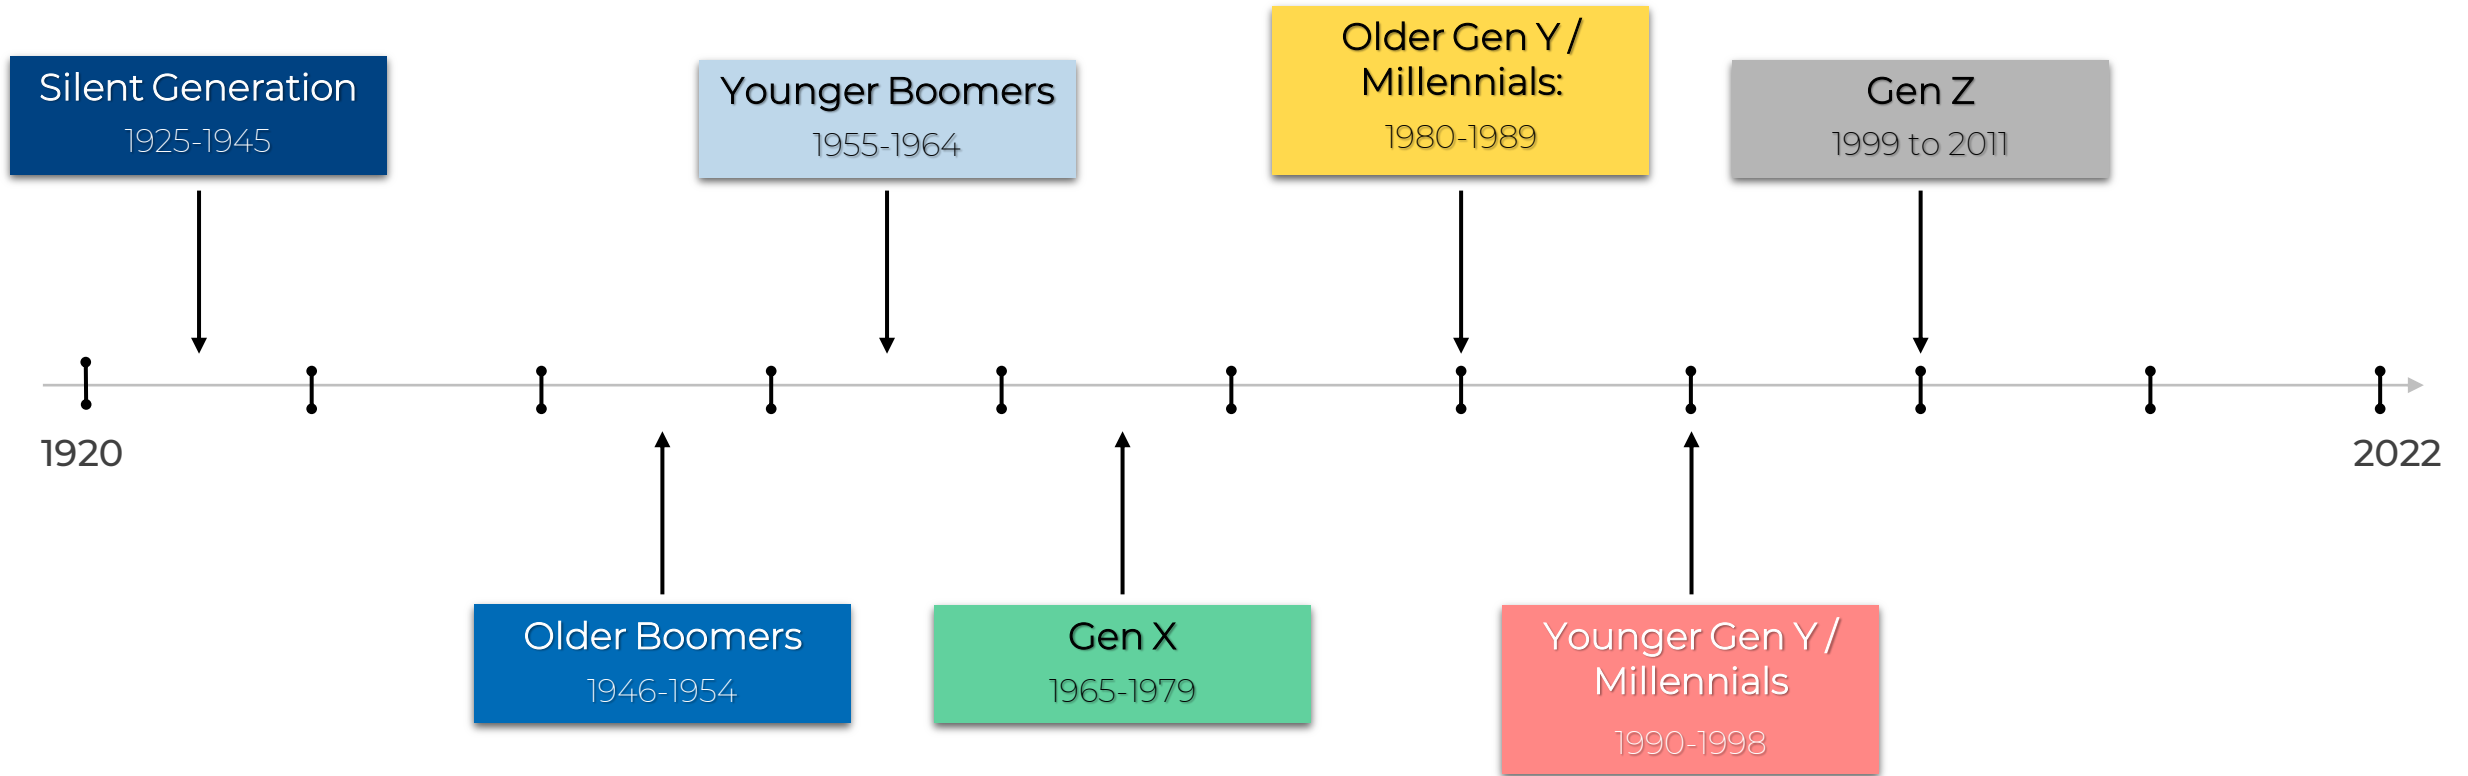 Silent Generation
1925-1945
Younger Boomers
1955-1964
Older Gen Y /
Millennials:
1980-1989
Gen Z
1999 to 2011
1920
2022
Older Boomers
1946-1954
Gen X
1965-1979
Younger Gen Y /
Millennials
1990-1998